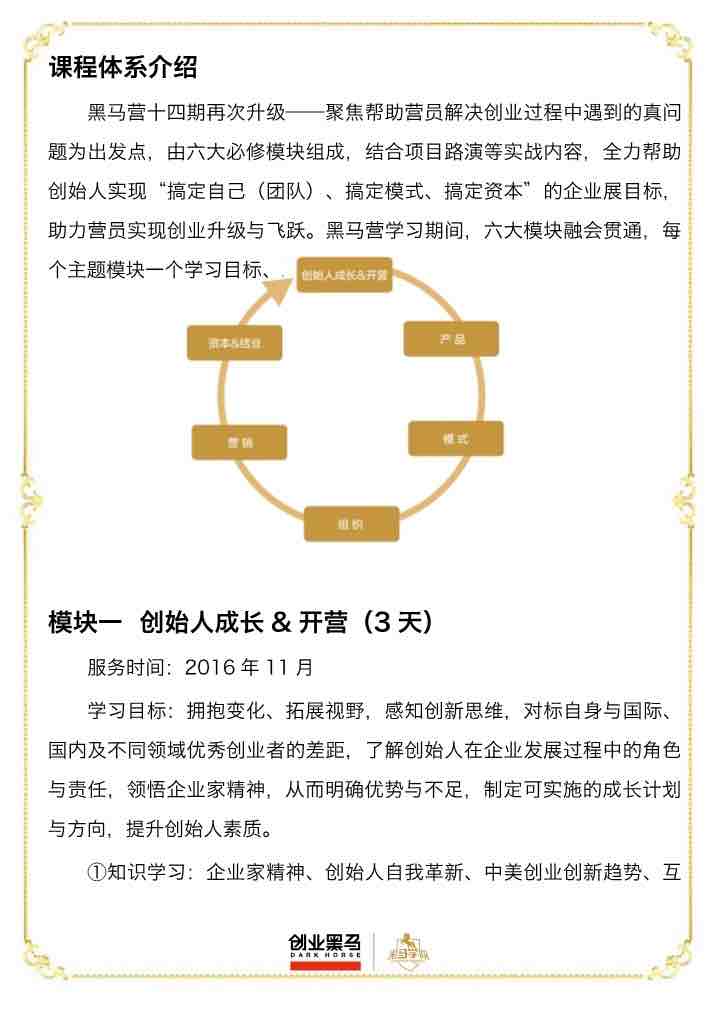 课程体系介绍
黑马营十四期再次升级——聚焦帮助营员解决创业过程中遇到的真问
题为出发点，由六大必修模块组成，结合项目路演等实战内容，全力帮助
创始人实现“搞定自己（团队）、搞定模式、搞定资本”的企业展目标，
助力营员实现创业升级与飞跃。黑马营学习期间，六大模块融会贯通，每
个主题模块一个学习目标、
创始人成长&开营
资本&结业
产 品
营 销
模 式
组 织
模块一 创始人成长 & 开营（3 天）
服务时间：2016 年 11 月
学习目标：拥抱变化、拓展视野，感知创新思维，对标自身与国际、
国内及不同领域优秀创业者的差距，了解创始人在企业发展过程中的角色
与责任，领悟企业家精神，从而明确优势与不足，制定可实施的成长计划
与方向，提升创始人素质。
①知识学习：企业家精神、创始人自我革新、中美创业创新趋势、互
创业黑马
DARK HORSE
黑马学院